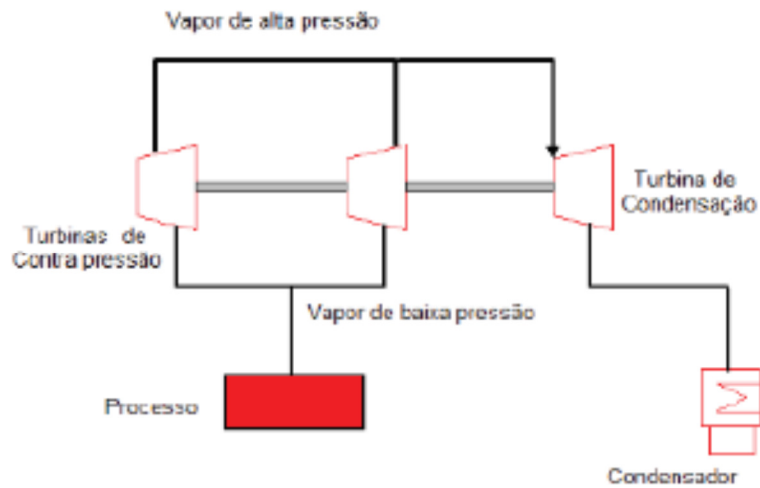 Vapor de alta pressão
Turbina de
Condensação
Turbinas de
Contra pressão
Vapor de baixa pressão
Processo
Condensador